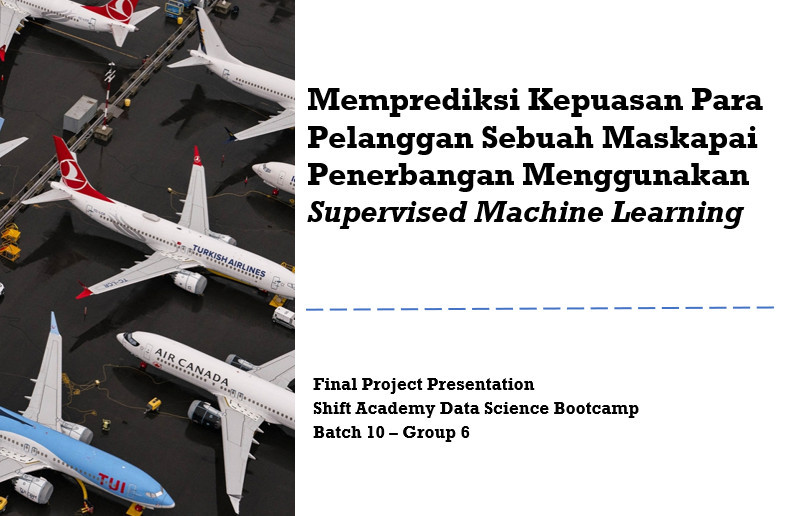 Memprediksi Kepuasan Para
Pelanggan Sebuah Maskapai
Penerbangan Menggunakan
Supervised Machine Learning
Final Project Presentation
Shift Academy Data Science Bootcamp
Batch 10 – Group 6
TURKISH AIRLINES
AIR CANADA
TUI